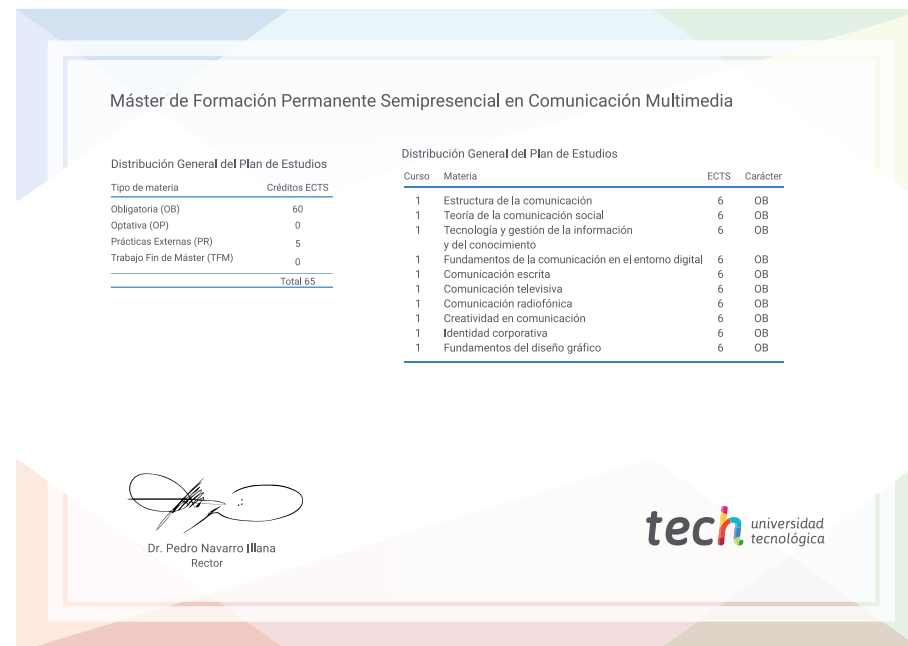 Máster de Formación Permanente Semipresencial en Comunicación Multimedia
Distribución General del Plan de Estudios
Tipo de materia Créditos ECTS
Obligatoria (OB) 60
Optativa (OP) 0
Prácticas Externas (PR) 5
Trabajo Fin de Máster (TFM) 0
Total 65
Distribución General del Plan de Estudios
Curso Materia ECTS Carácter
1 Estructura de la comunicación 6 OB
1 Teoría de la comunicación social 6 OB
1 Tecnología y gestión de la información 6 OB
y del conocimiento
1 Fundamentos de la comunicación en el entorno digital 6 OB
1 Comunicación escrita 6 OB
1 Comunicación televisiva 6 OB
1 Comunicación radiofónica 6 OB
1 Creatividad en comunicación 6 OB
1 Identidad corporativa 6 OB
1 Fundamentos del diseño gráfico 6 OB
Dr. Pedro Navarro Illana
Rector
tech universidad
tecnológica